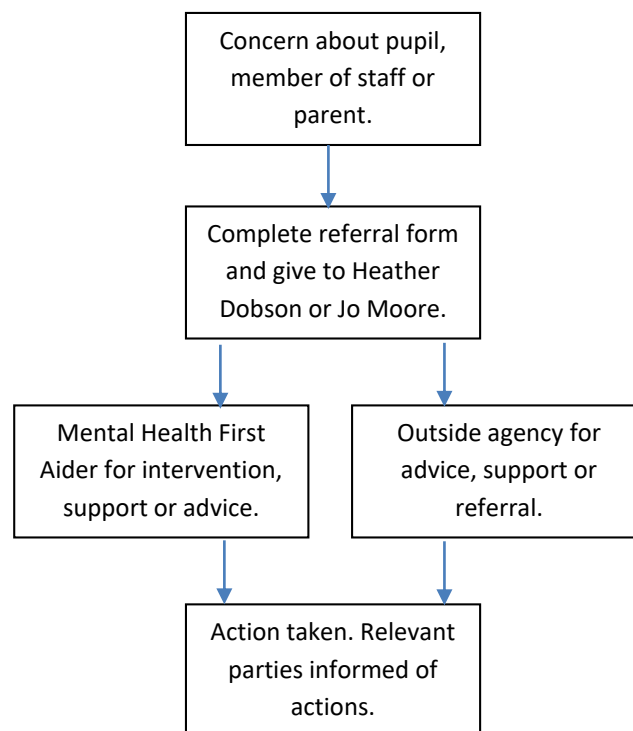 Concern about pupil,
member of staff or
parent.
Complete referral form
and give to Heather
Dobson or Jo Moore.
Mental Health First
Aider for intervention,
support or advice.
Outside agency for
advice, support or
referral.
Action taken. Relevant
parties informed of
actions.